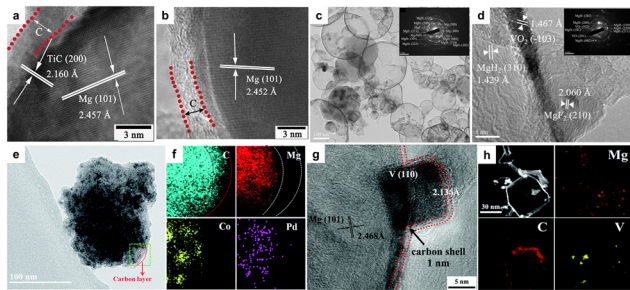 a
C
TiC (200)
2.160 Å
Mg (101)
2.457 Å
3 nm
b
C
Mg (101)
2.452 Å
3 nm
c
d
1.467 Å
VO₂ (-103)
MgH₂ (310)
1.429 Å
2.060 Å
MgF₂ (210)
5 nm
e
100 nm
Carbon layer
f
C
Mg
Co
Pd
g
V (110)
2.134Å
Mg (101)
2.468Å
carbon shell
1 nm
5 nm
h
30 nm
Mg
C
V